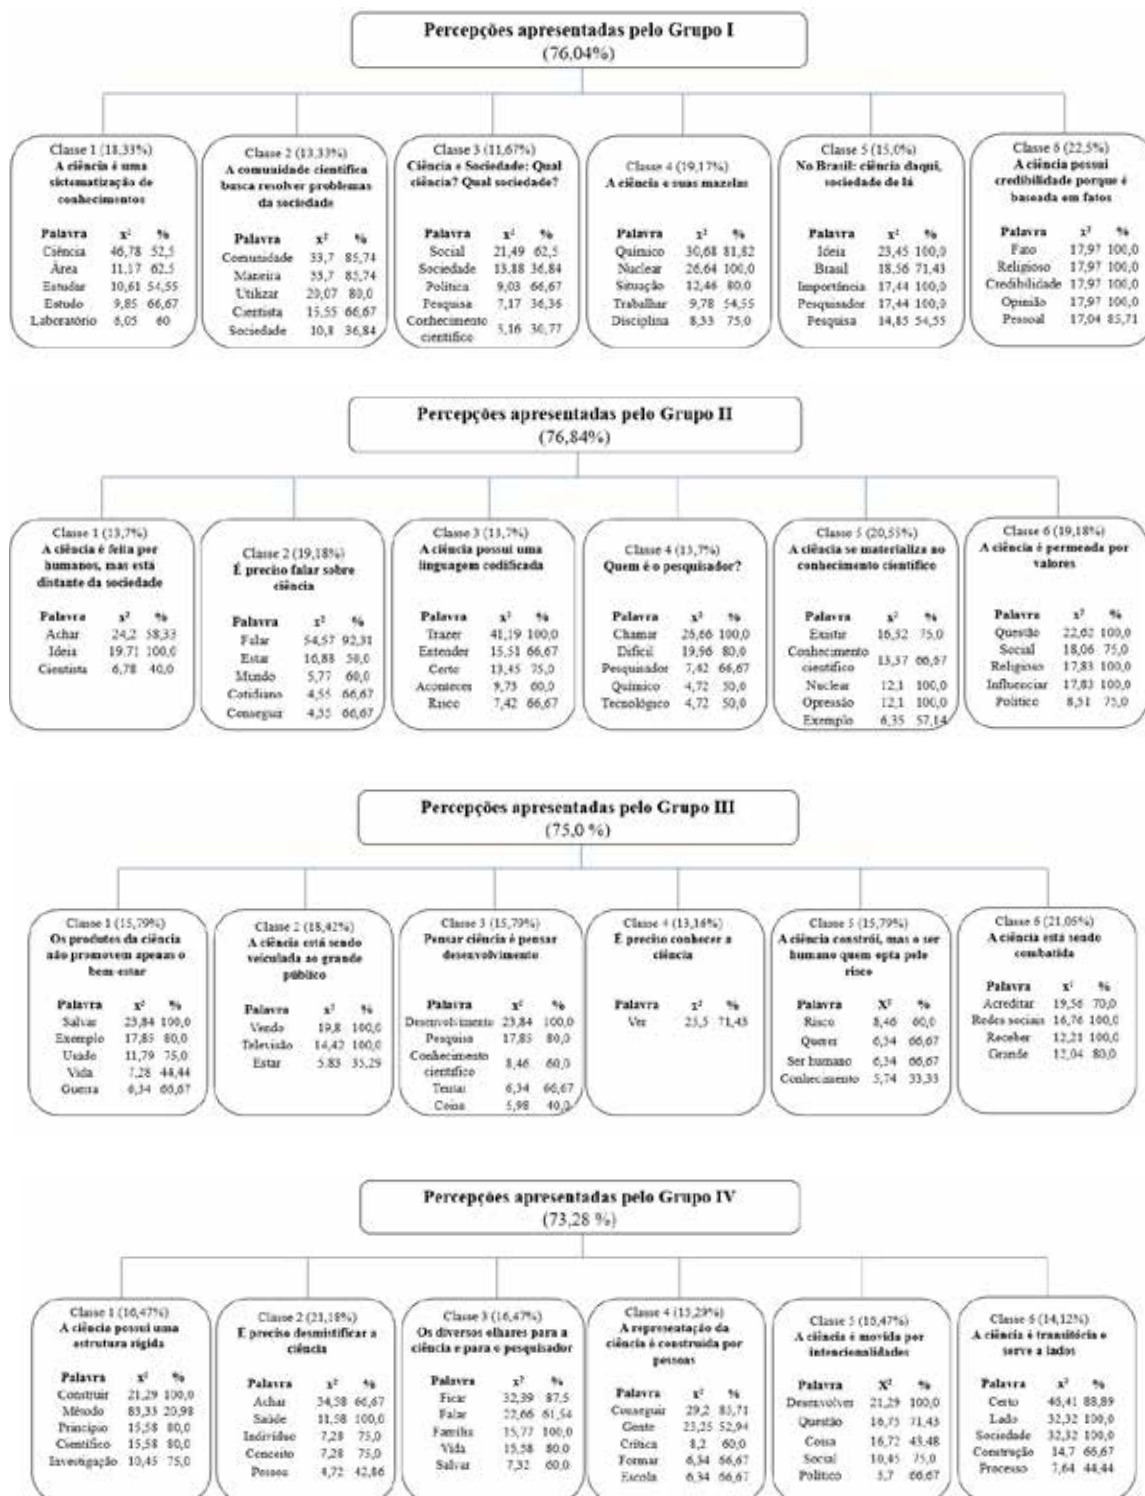 Percepções apresentadas pelo Grupo I
(76,04%)
Classe 1 (18,33%)
A ciência é uma
sistematização de
conhecimentos
Palavra x² %
Ciência 46,78 52,5
Área 11,17 62,5
Estudar 10,61 54,55
Estudo 9,85 66,67
Laboratório 6,05 60
Classe 2 (13,33%)
A comunidade científica
busca resolver problemas
da sociedade
Palavra x² %
Comunidade 33,7 85,74
Maneira 33,7 85,74
Utilizar 20,07 80,0
Cientista 15,55 66,67
Sociedade 10,8 36,84
Classe 3 (11,67%)
Ciência e Sociedade: Qual
ciência? Qual sociedade?
Palavra x² %
Social 21,49 62,5
Sociedade 13,88 36,84
Política 9,03 66,67
Pesquisa 7,17 36,36
Conhecimento
científico 5,16 30,77
Classe 4 (19,17%)
A ciência e suas mazelas
Palavra x² %
Químico 30,68 81,82
Nuclear 26,64 100,0
Situação 12,46 80,0
Trabalhar 9,78 54,55
Disciplina 8,33 75,0
Classe 5 (15,0%)
No Brasil: ciência daqui,
sociedade de lá
Palavra x² %
Ideia 23,45 100,0
Brasil 18,56 71,43
Importância 17,44 100,0
Pesquisador 17,44 100,0
Pesquisa 14,85 54,55
Classe 6 (22,5%)
A ciência possui
credibilidade porque é
baseada em fatos
Palavra x² %
Fato 17,97 100,0
Religioso 17,97 100,0
Credibilidade 17,97 100,0
Opinião 17,97 100,0
Pessoal 17,04 85,71
Percepções apresentadas pelo Grupo II
(76,84%)
Classe 1 (13,7%)
A ciência é feita por
humanos, mas está
distante da sociedade
Palavra x² %
Achar 24,2 58,33
Ideia 19,71 100,0
Cientista 6,78 40,0
Classe 2 (19,18%)
É preciso falar sobre
ciência
Palavra x² %
Falar 54,57 92,31
Estar 16,88 50,0
Mundo 5,77 60,0
Cotidiano 4,55 66,67
Conseguir 4,55 66,67
Classe 3 (13,7%)
A ciência possui uma
linguagem codificada
Palavra x² %
Trazer 41,19 100,0
Entender 15,51 66,67
Certo 13,45 75,0
Acontecer 9,73 60,0
Risco 7,42 66,67
Classe 4 (13,7%)
Quem é o pesquisador?
Palavra x² %
Chamar 26,66 100,0
Difícil 19,96 80,0
Pesquisador 7,42 66,67
Químico 4,72 50,0
Tecnológico 4,72 50,0
Classe 5 (20,55%)
A ciência se materializa no
conhecimento científico
Palavra x² %
Existir 16,32 75,0
Conhecimento
científico 13,37 66,67
Nuclear 12,1 100,0
Opressão 12,1 100,0
Exemplo 6,35 57,14
Classe 6 (19,18%)
A ciência é permeada por
valores
Palavra x² %
Questão 22,62 100,0
Social 18,06 75,0
Religioso 17,83 100,0
Influenciar 17,83 100,0
Político 8,51 75,0
Percepções apresentadas pelo Grupo III
(75,0 %)
Classe 1 (15,79%)
Os produtos da ciência
não promovem apenas o
bem-estar
Palavra x² %
Salvar 23,84 100,0
Exemplo 17,85 80,0
Usado 11,79 75,0
Vida 7,28 44,44
Guerra 6,34 66,67
Classe 2 (18,42%)
A ciência está sendo
veiculada ao grande
público
Palavra x² %
Vendo 19,8 100,0
Televisão 14,42 100,0
Estar 5,83 35,29
Classe 3 (15,79%)
Pensar ciência é pensar
desenvolvimento
Palavra x² %
Desenvolvimento 23,84 100,0
Pesquisa 17,85 80,0
Conhecimento
científico 8,46 60,0
Tentar 6,34 66,67
Coisa 5,98 40,0
Classe 4 (13,16%)
É preciso conhecer a
ciência
Palavra x² %
Ver 25,5 71,43
Classe 5 (15,79%)
A ciência constrói, mas o ser
humano quem opta pelo
risco
Palavra X² %
Risco 8,46 60,0
Querer 6,34 66,67
Ser humano 6,34 66,67
Conhecimento 5,74 33,33
Classe 6 (21,05%)
A ciência está sendo
combatida
Palavra x² %
Acreditar 19,56 70,0
Redes sociais 16,76 100,0
Receber 12,21 100,0
Grande 12,04 80,0
Percepções apresentadas pelo Grupo IV
(73,28 %)
Classe 1 (16,47%)
A ciência possui uma
estrutura rígida
Palavra x² %
Construir 21,29 100,0
Método 83,33 20,98
Princípio 15,58 80,0
Científico 15,58 80,0
Investigação 10,45 75,0
Classe 2 (21,18%)
É preciso desmistificar a
ciência
Palavra x² %
Achar 34,58 66,67
Saúde 11,58 100,0
Indivíduo 7,28 75,0
Conceito 7,28 75,0
Pessoa 4,72 42,86
Classe 3 (16,47%)
Os diversos olhares para a
ciência e para o pesquisador
Palavra x² %
Ficar 32,39 87,5
Falar 22,66 61,54
Família 15,77 100,0
Vida 15,58 80,0
Salvar 7,32 60,0
Classe 4 (15,29%)
A representação da
ciência é construída por
pessoas
Palavra x² %
Conseguir 29,2 85,71
Gente 23,25 52,94
Crítica 8,2 60,0
Formar 6,34 66,67
Escola 6,34 66,67
Classe 5 (16,47%)
A ciência é movida por
intencionalidades
Palavra X² %
Desenvolver 21,29 100,0
Questão 16,75 71,43
Coisa 16,72 43,48
Social 10,45 75,0
Político 5,7 66,67
Classe 6 (14,12%)
A ciência é transitória e
serve a lados
Palavra x² %
Certo 46,41 88,89
Lado 32,32 100,0
Sociedade 32,32 100,0
Construção 14,7 66,67
Processo 7,64 44,44